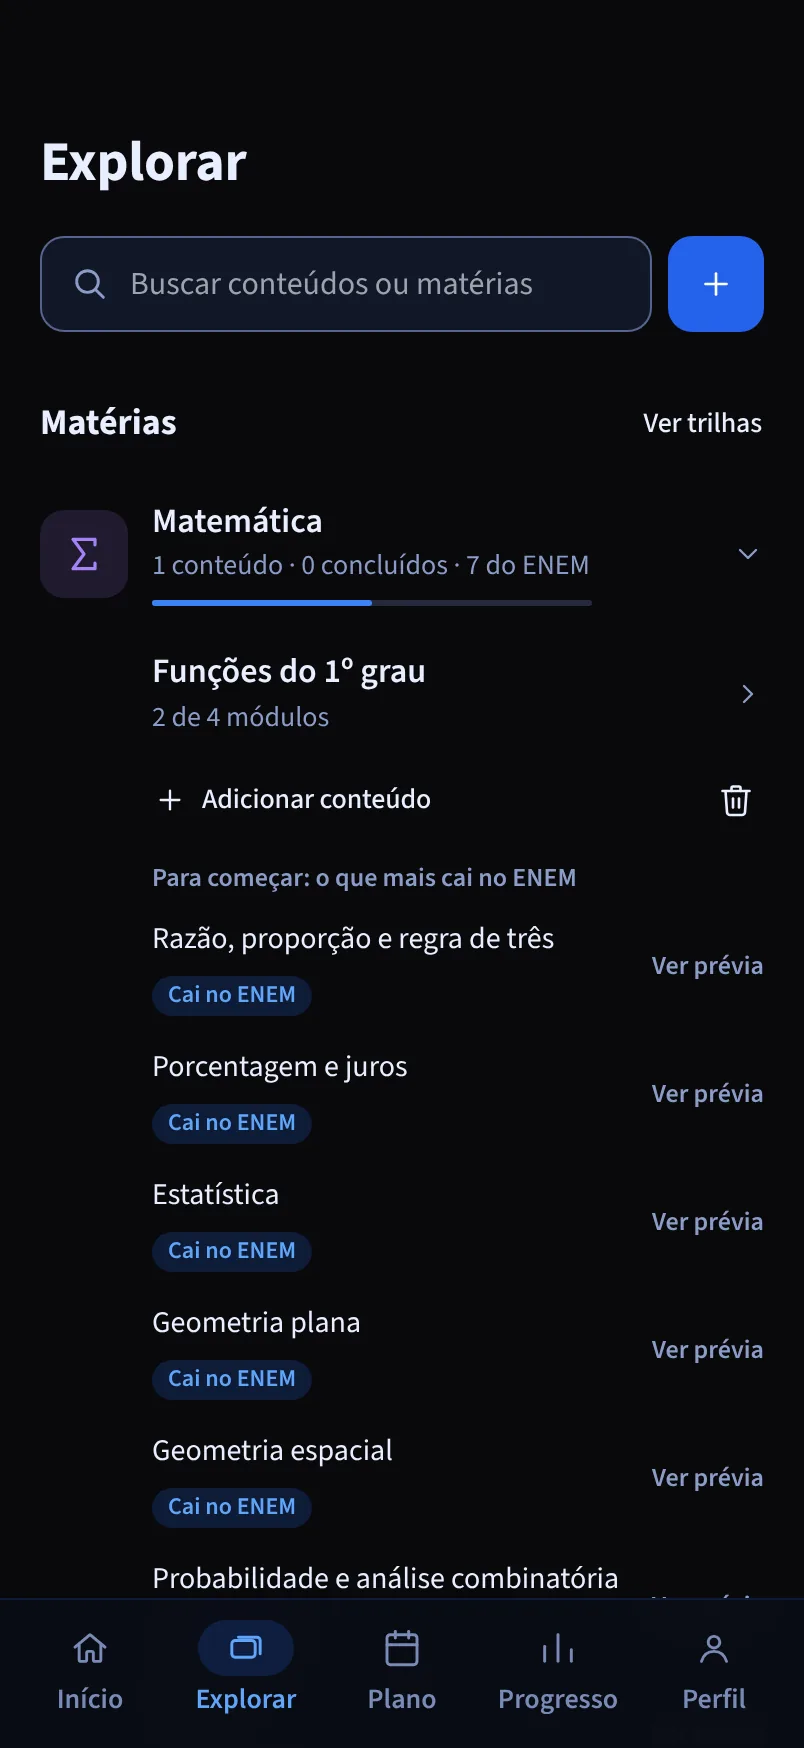 Explorar
Buscar conteúdos ou matérias
Matérias
Ver trilhas
Matemática
1 conteúdo · 0 concluídos · 7 do ENEM
Funções do 1º grau
2 de 4 módulos
Adicionar conteúdo
Para começar: o que mais cai no ENEM
Razão, proporção e regra de três
Ver prévia
Cai no ENEM
Porcentagem e juros
Ver prévia
Cai no ENEM
Estatística
Ver prévia
Cai no ENEM
Geometria plana
Ver prévia
Cai no ENEM
Geometria espacial
Ver prévia
Cai no ENEM
Probabilidade e análise combinatória
Início
Explorar
Plano
Progresso
Perfil